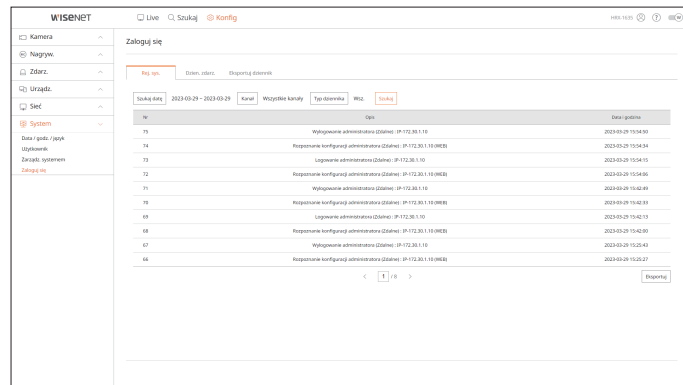 WISENET
Live Szukaj Konfig
HRX-1635
Kamera
Nagryw.
Zdarz.
Urządz.
Sieć
System
Data / godz. / język
Użytkownik
Zarządz. systemem
Zaloguj się
Zaloguj się
Rej. sys. Dzien. zdarz. Eksportuj dziennik
Szukaj datę 2023-03-29 ~ 2023-03-29 Kanał Wszystkie kanały Typ dziennika Wsz. Szukaj
Nr Opis Data i godzina
75 Wylogowanie administratora (Zdalne) : IP-172.30.1.10 2023-03-29 15:54:50
74 Rozpoznanie konfiguracji administratora (Zdalne) : IP-172.30.1.10 (WEB) 2023-03-29 15:54:34
73 Logowanie administratora (Zdalne) : IP-172.30.1.10 2023-03-29 15:54:15
72 Rozpoznanie konfiguracji administratora (Zdalne) : IP-172.30.1.10 (WEB) 2023-03-29 15:54:06
71 Wylogowanie administratora (Zdalne) : IP-172.30.1.10 2023-03-29 15:42:49
70 Rozpoznanie konfiguracji administratora (Zdalne) : IP-172.30.1.10 (WEB) 2023-03-29 15:42:33
69 Logowanie administratora (Zdalne) : IP-172.30.1.10 2023-03-29 15:42:13
68 Rozpoznanie konfiguracji administratora (Zdalne) : IP-172.30.1.10 (WEB) 2023-03-29 15:42:00
67 Wylogowanie administratora (Zdalne) : IP-172.30.1.10 2023-03-29 15:25:43
66 Rozpoznanie konfiguracji administratora (Zdalne) : IP-172.30.1.10 (WEB) 2023-03-29 15:25:27
< 1 / 8 > Eksportuj